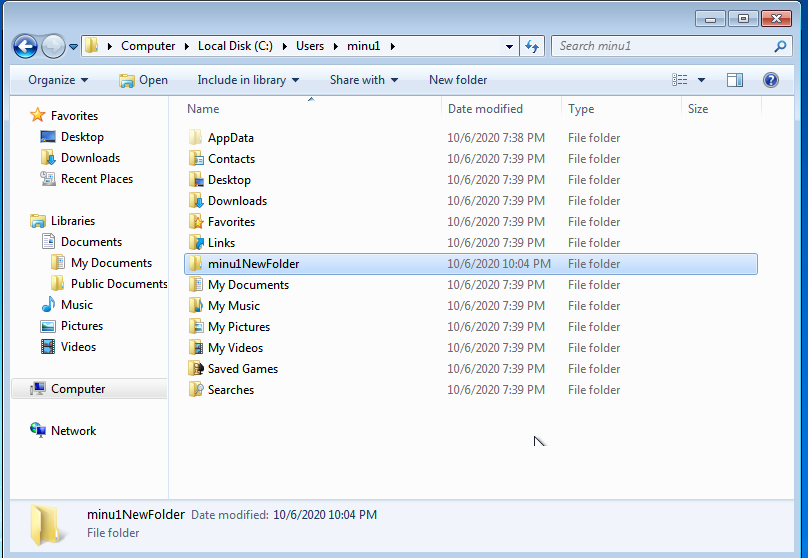 Computer Local Disk (C:) Users minu1 Search minu1
Organize Open Include in library Share with New folder
Name Date modified Type Size
Favorites
Desktop
Downloads
Recent Places
Libraries
Documents
My Documents
Public Documents
Music
Pictures
Videos
Computer
Network
AppData 10/6/2020 7:38 PM File folder
Contacts 10/6/2020 7:39 PM File folder
Desktop 10/6/2020 7:39 PM File folder
Downloads 10/6/2020 7:39 PM File folder
Favorites 10/6/2020 7:39 PM File folder
Links 10/6/2020 7:39 PM File folder
minu1NewFolder 10/6/2020 10:04 PM File folder
My Documents 10/6/2020 7:39 PM File folder
My Music 10/6/2020 7:39 PM File folder
My Pictures 10/6/2020 7:39 PM File folder
My Videos 10/6/2020 7:39 PM File folder
Saved Games 10/6/2020 7:39 PM File folder
Searches 10/6/2020 7:39 PM File folder
minu1NewFolder Date modified: 10/6/2020 10:04 PM
File folder